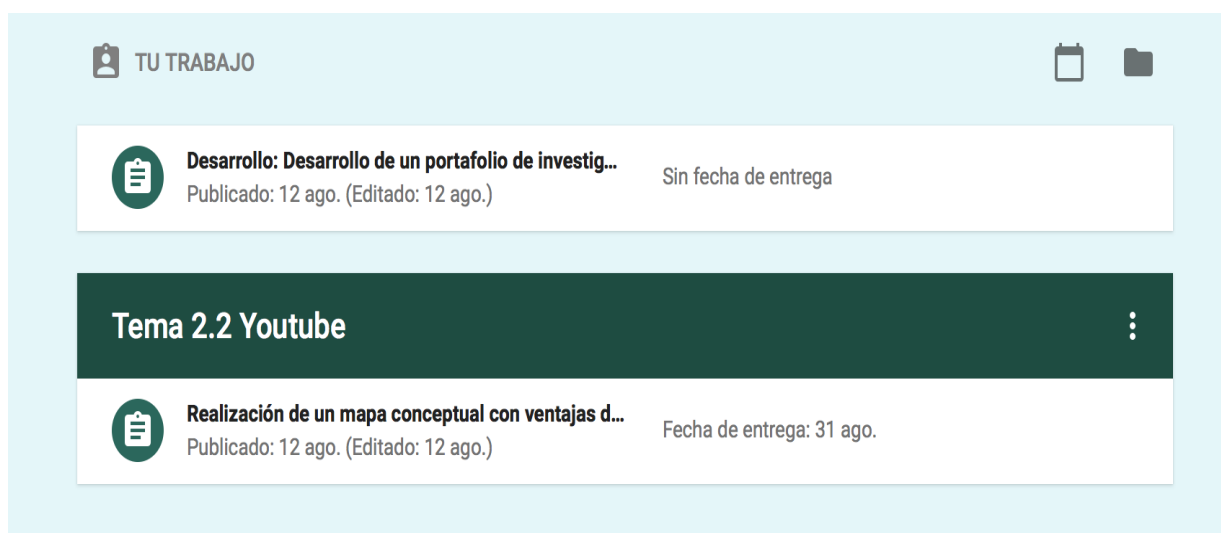 TU TRABAJO
Desarrollo: Desarrollo de un portafolio de investig...
Publicado: 12 ago. (Editado: 12 ago.)
Sin fecha de entrega
Tema 2.2 Youtube
Realización de un mapa conceptual con ventajas d...
Publicado: 12 ago. (Editado: 12 ago.)
Fecha de entrega: 31 ago.